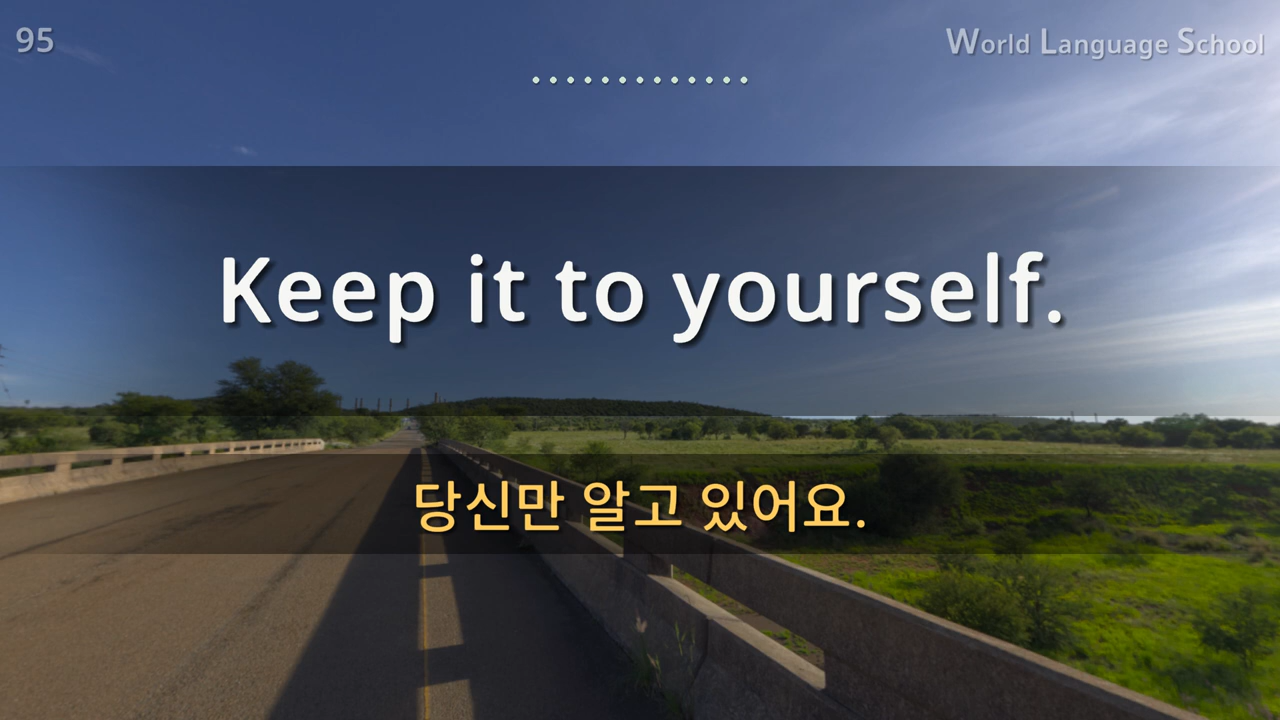 95
World Language School
Keep it to yourself.
당신만 알고 있어요.